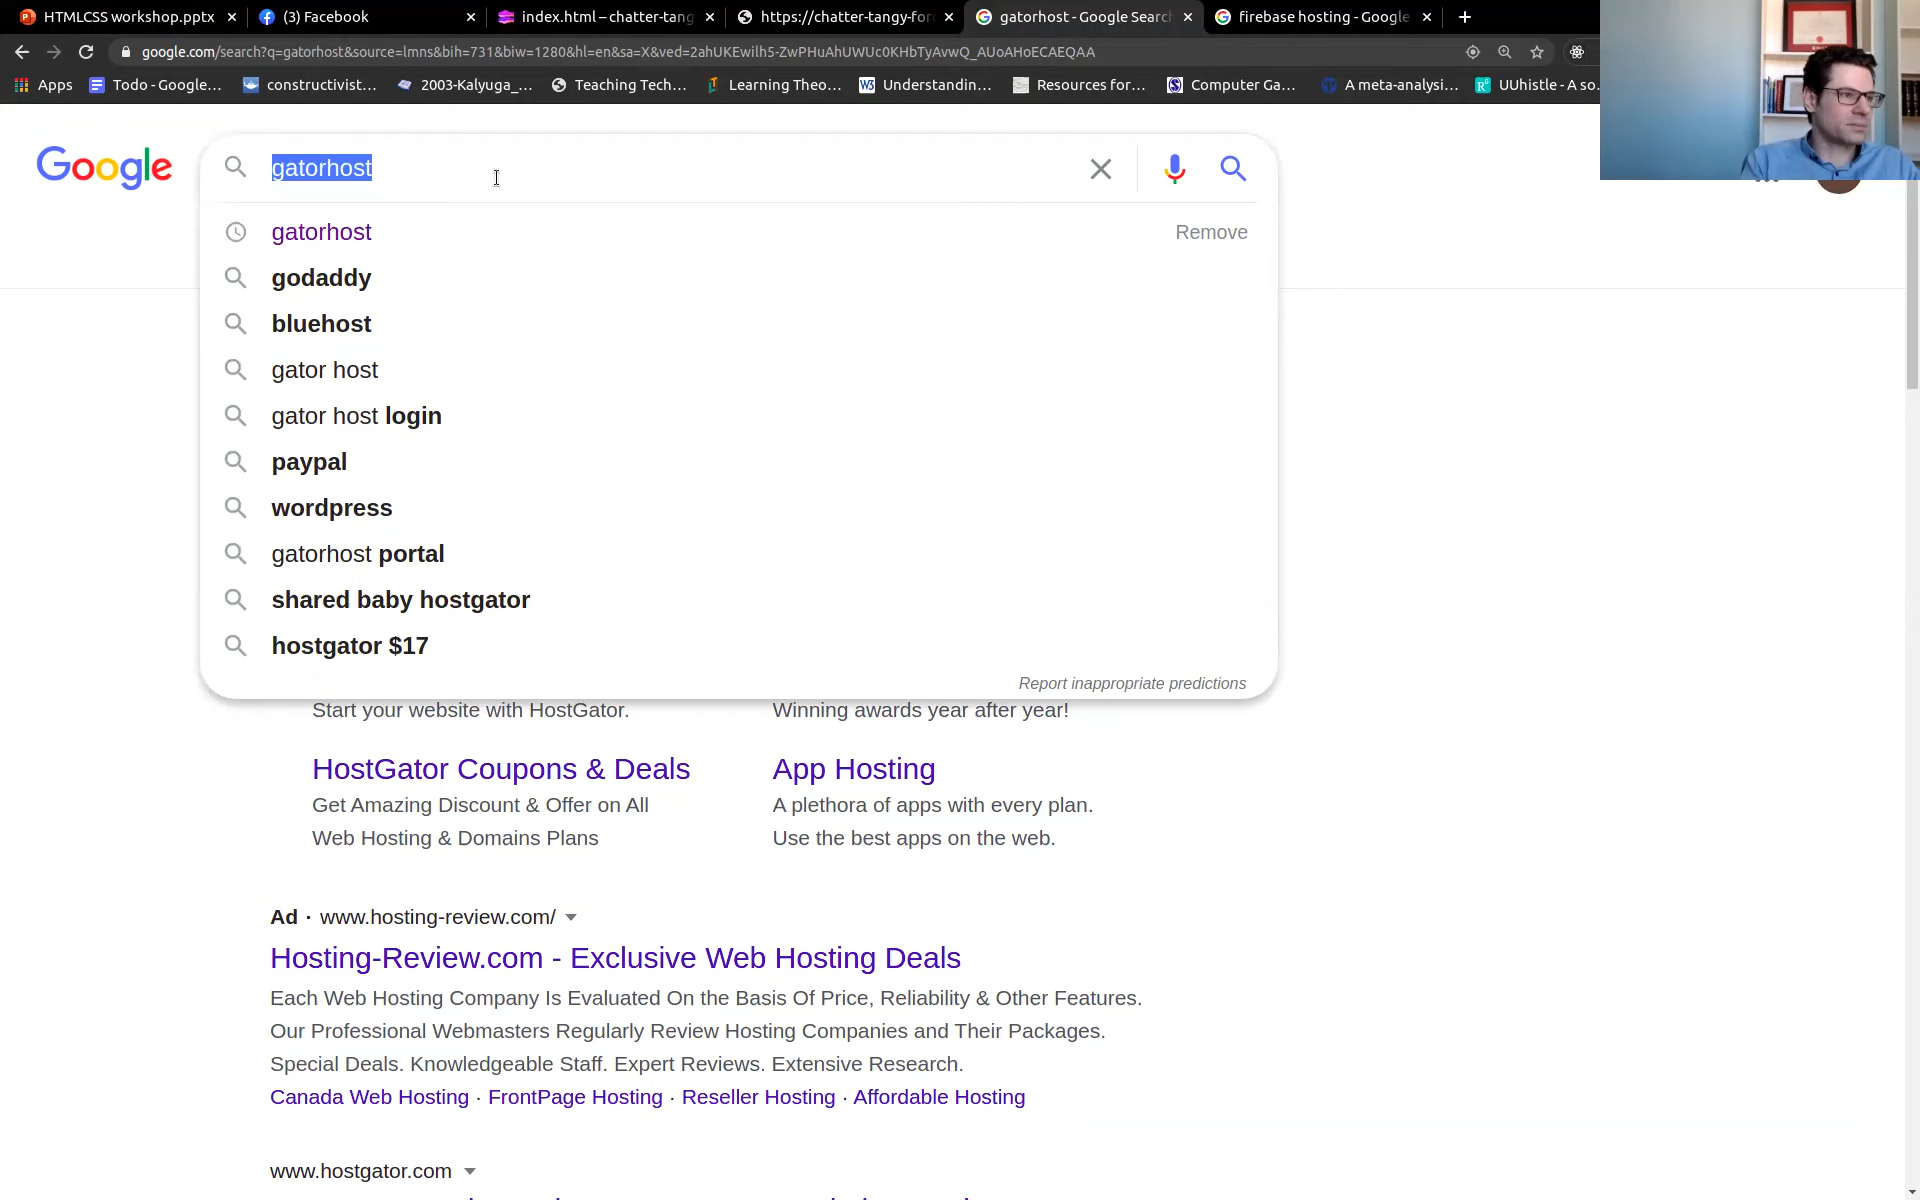 HTMLCSS workshop.pptx
(3) Facebook
index.html – chatter-tang
https://chatter-tangy-forc
gatorhost - Google Search
firebase hosting - Google
google.com/search?q=gatorhost&source=lmns&bih=731&biw=1280&hl=en&sa=X&ved=2ahUKEwilh5-ZwPHuAhUWUc0KHbTyAvwQ_AUoAHoECAEQAA
Apps
Todo - Google...
constructivist...
2003-Kalyuga_...
Teaching Tech...
Learning Theo...
Understandin...
Resources for...
Computer Ga...
A meta-analysi...
UUhistle - A so.
Google
gatorhost
gatorhost
Remove
godaddy
bluehost
gator host
gator host login
paypal
wordpress
gatorhost portal
shared baby hostgator
hostgator $17
Report inappropriate predictions
Start your website with HostGator.
Winning awards year after year!
HostGator Coupons & Deals
Get Amazing Discount & Offer on All
Web Hosting & Domains Plans
App Hosting
A plethora of apps with every plan.
Use the best apps on the web.
Ad · www.hosting-review.com/
Hosting-Review.com - Exclusive Web Hosting Deals
Each Web Hosting Company Is Evaluated On the Basis Of Price, Reliability & Other Features.
Our Professional Webmasters Regularly Review Hosting Companies and Their Packages.
Special Deals. Knowledgeable Staff. Expert Reviews. Extensive Research.
Canada Web Hosting · FrontPage Hosting · Reseller Hosting · Affordable Hosting
www.hostgator.com